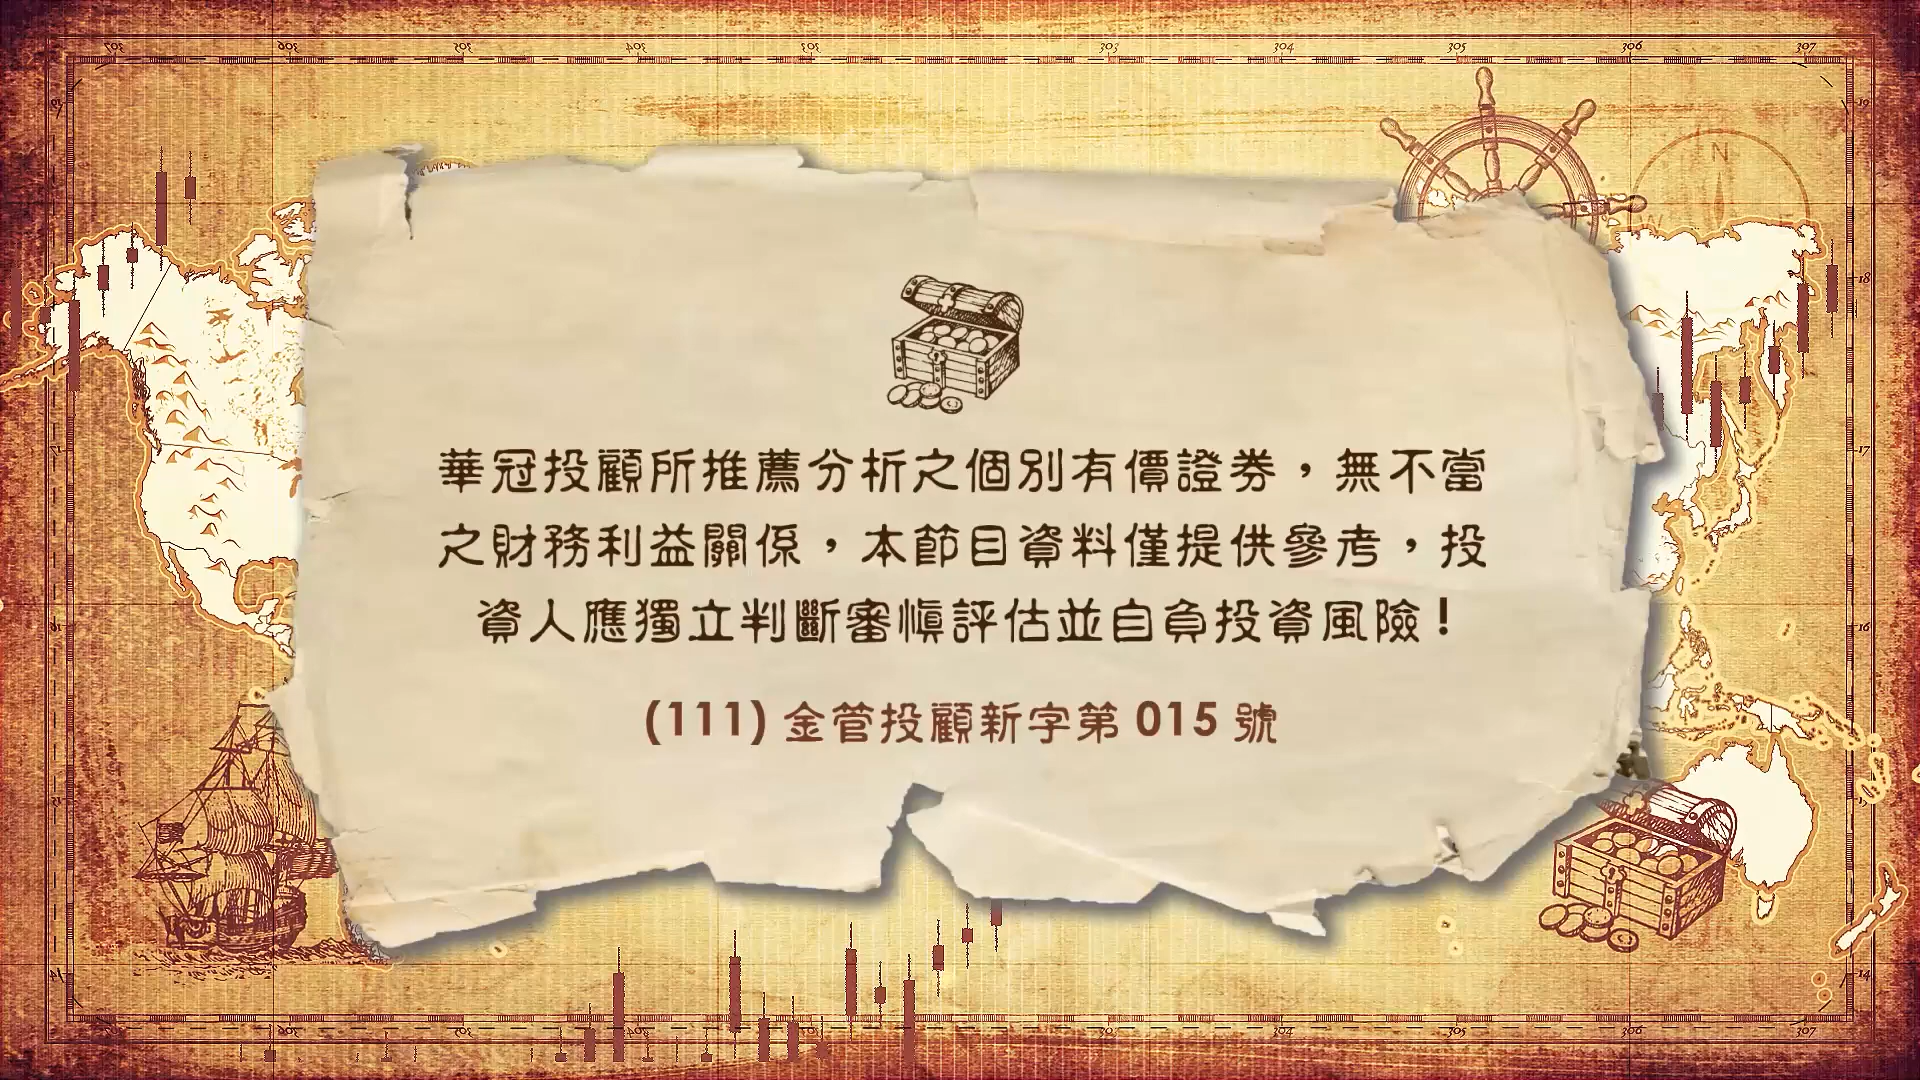 華冠投顧所推薦分析之個別有價證券，無不當
之財務利益關係，本節目資料僅提供參考，投
資人應獨立判斷審慎評估並自負投資風險！
(111) 金管投顧新字第 015 號